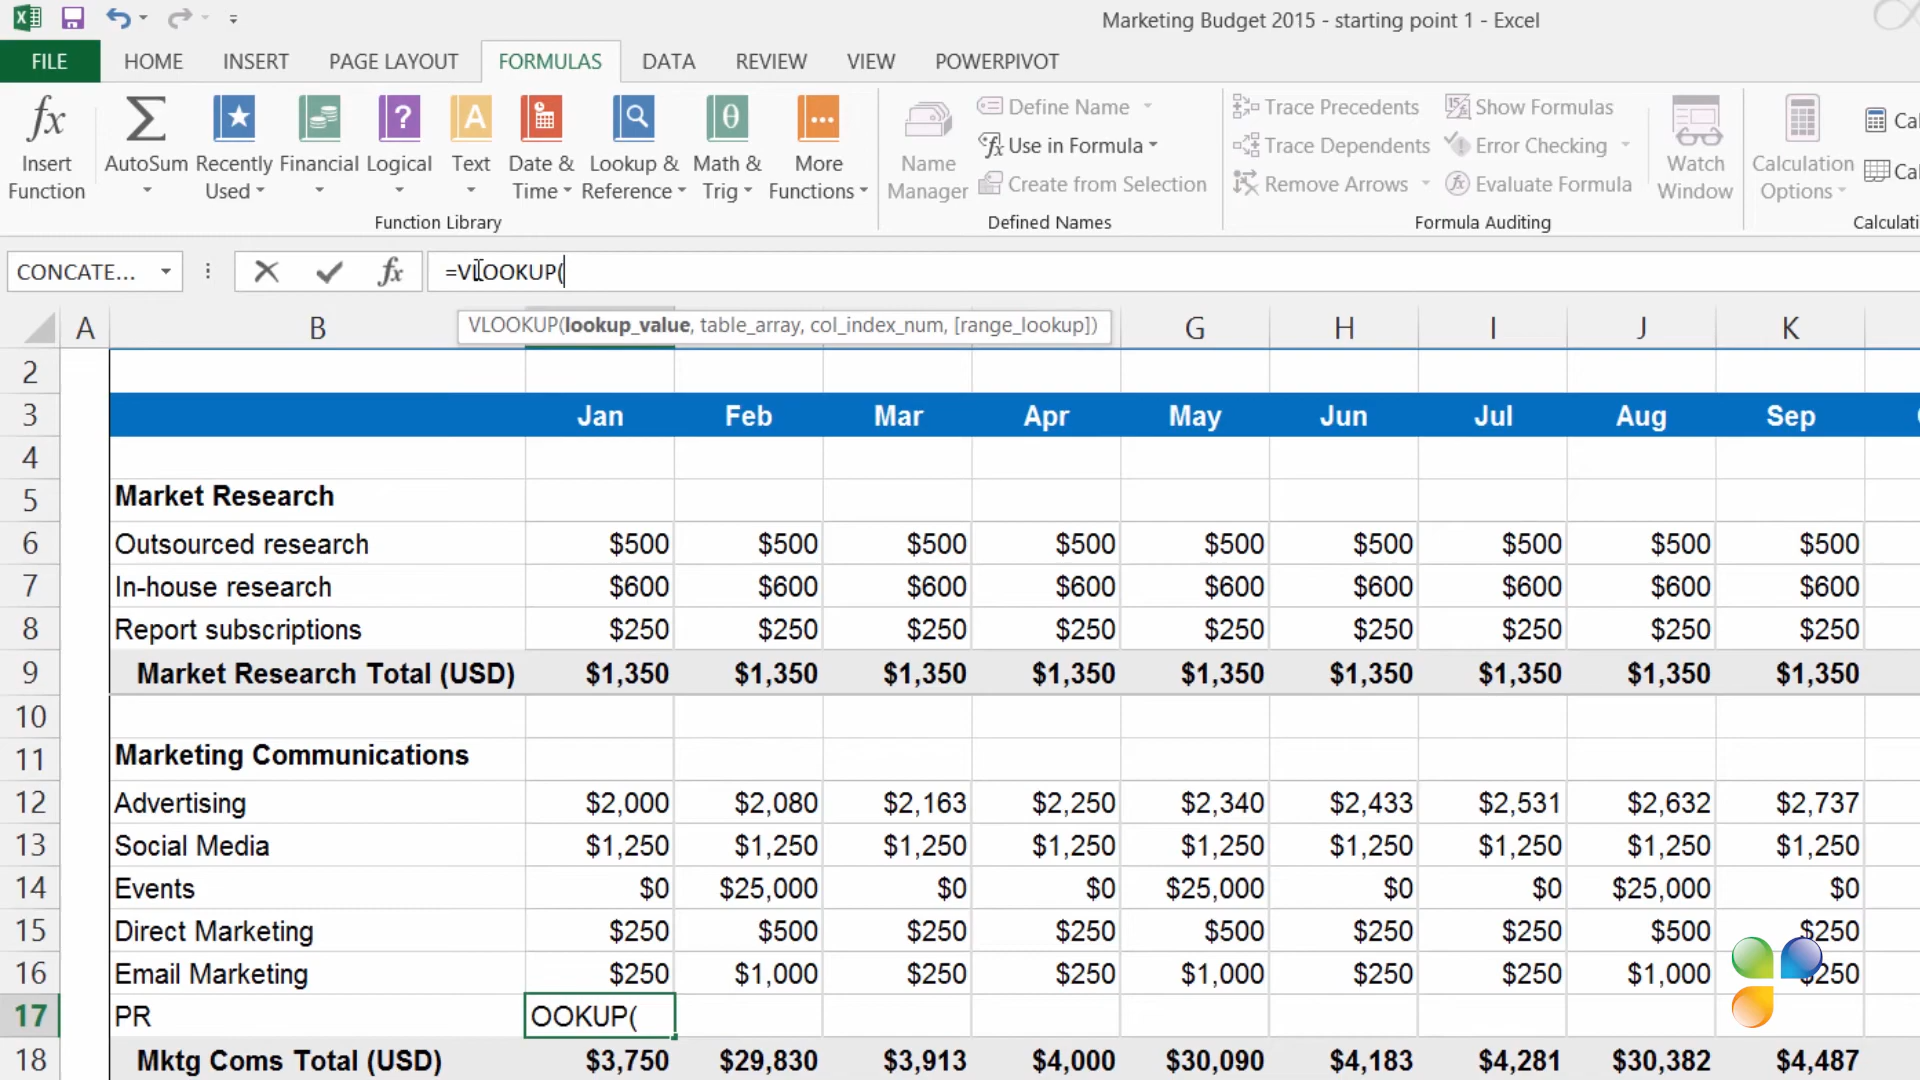 Marketing Budget 2015 - starting point 1 - Excel
FILE HOME INSERT PAGE LAYOUT FORMULAS DATA REVIEW VIEW POWERPIVOT
Insert Function AutoSum Recently Used Financial Logical Text Date & Time Lookup & Reference Math & Trig More Functions
Function Library
Name Manager
Define Name
Use in Formula
Create from Selection
Defined Names
Trace Precedents Show Formulas
Trace Dependents Error Checking
Remove Arrows Evaluate Formula
Watch Window
Formula Auditing
Calculation Options
Cal
Cal
Calculati
CONCATE... fx =VLOOKUP(
VLOOKUP(lookup_value, table_array, col_index_num, [range_lookup])
A B G H I J K
2
3 Jan Feb Mar Apr May Jun Jul Aug Sep
4
5 Market Research
6 Outsourced research $500 $500 $500 $500 $500 $500 $500 $500 $500
7 In-house research $600 $600 $600 $600 $600 $600 $600 $600 $600
8 Report subscriptions $250 $250 $250 $250 $250 $250 $250 $250 $250
9 Market Research Total (USD) $1,350 $1,350 $1,350 $1,350 $1,350 $1,350 $1,350 $1,350 $1,350
10
11 Marketing Communications
12 Advertising $2,000 $2,080 $2,163 $2,250 $2,340 $2,433 $2,531 $2,632 $2,737
13 Social Media $1,250 $1,250 $1,250 $1,250 $1,250 $1,250 $1,250 $1,250 $1,250
14 Events $0 $25,000 $0 $0 $25,000 $0 $0 $25,000 $0
15 Direct Marketing $250 $500 $250 $250 $500 $250 $250 $500 $250
16 Email Marketing $250 $1,000 $250 $250 $1,000 $250 $250 $1,000 $250
17 PR OOKUP(
18 Mktg Coms Total (USD) $3,750 $29,830 $3,913 $4,000 $30,090 $4,183 $4,281 $30,382 $4,487